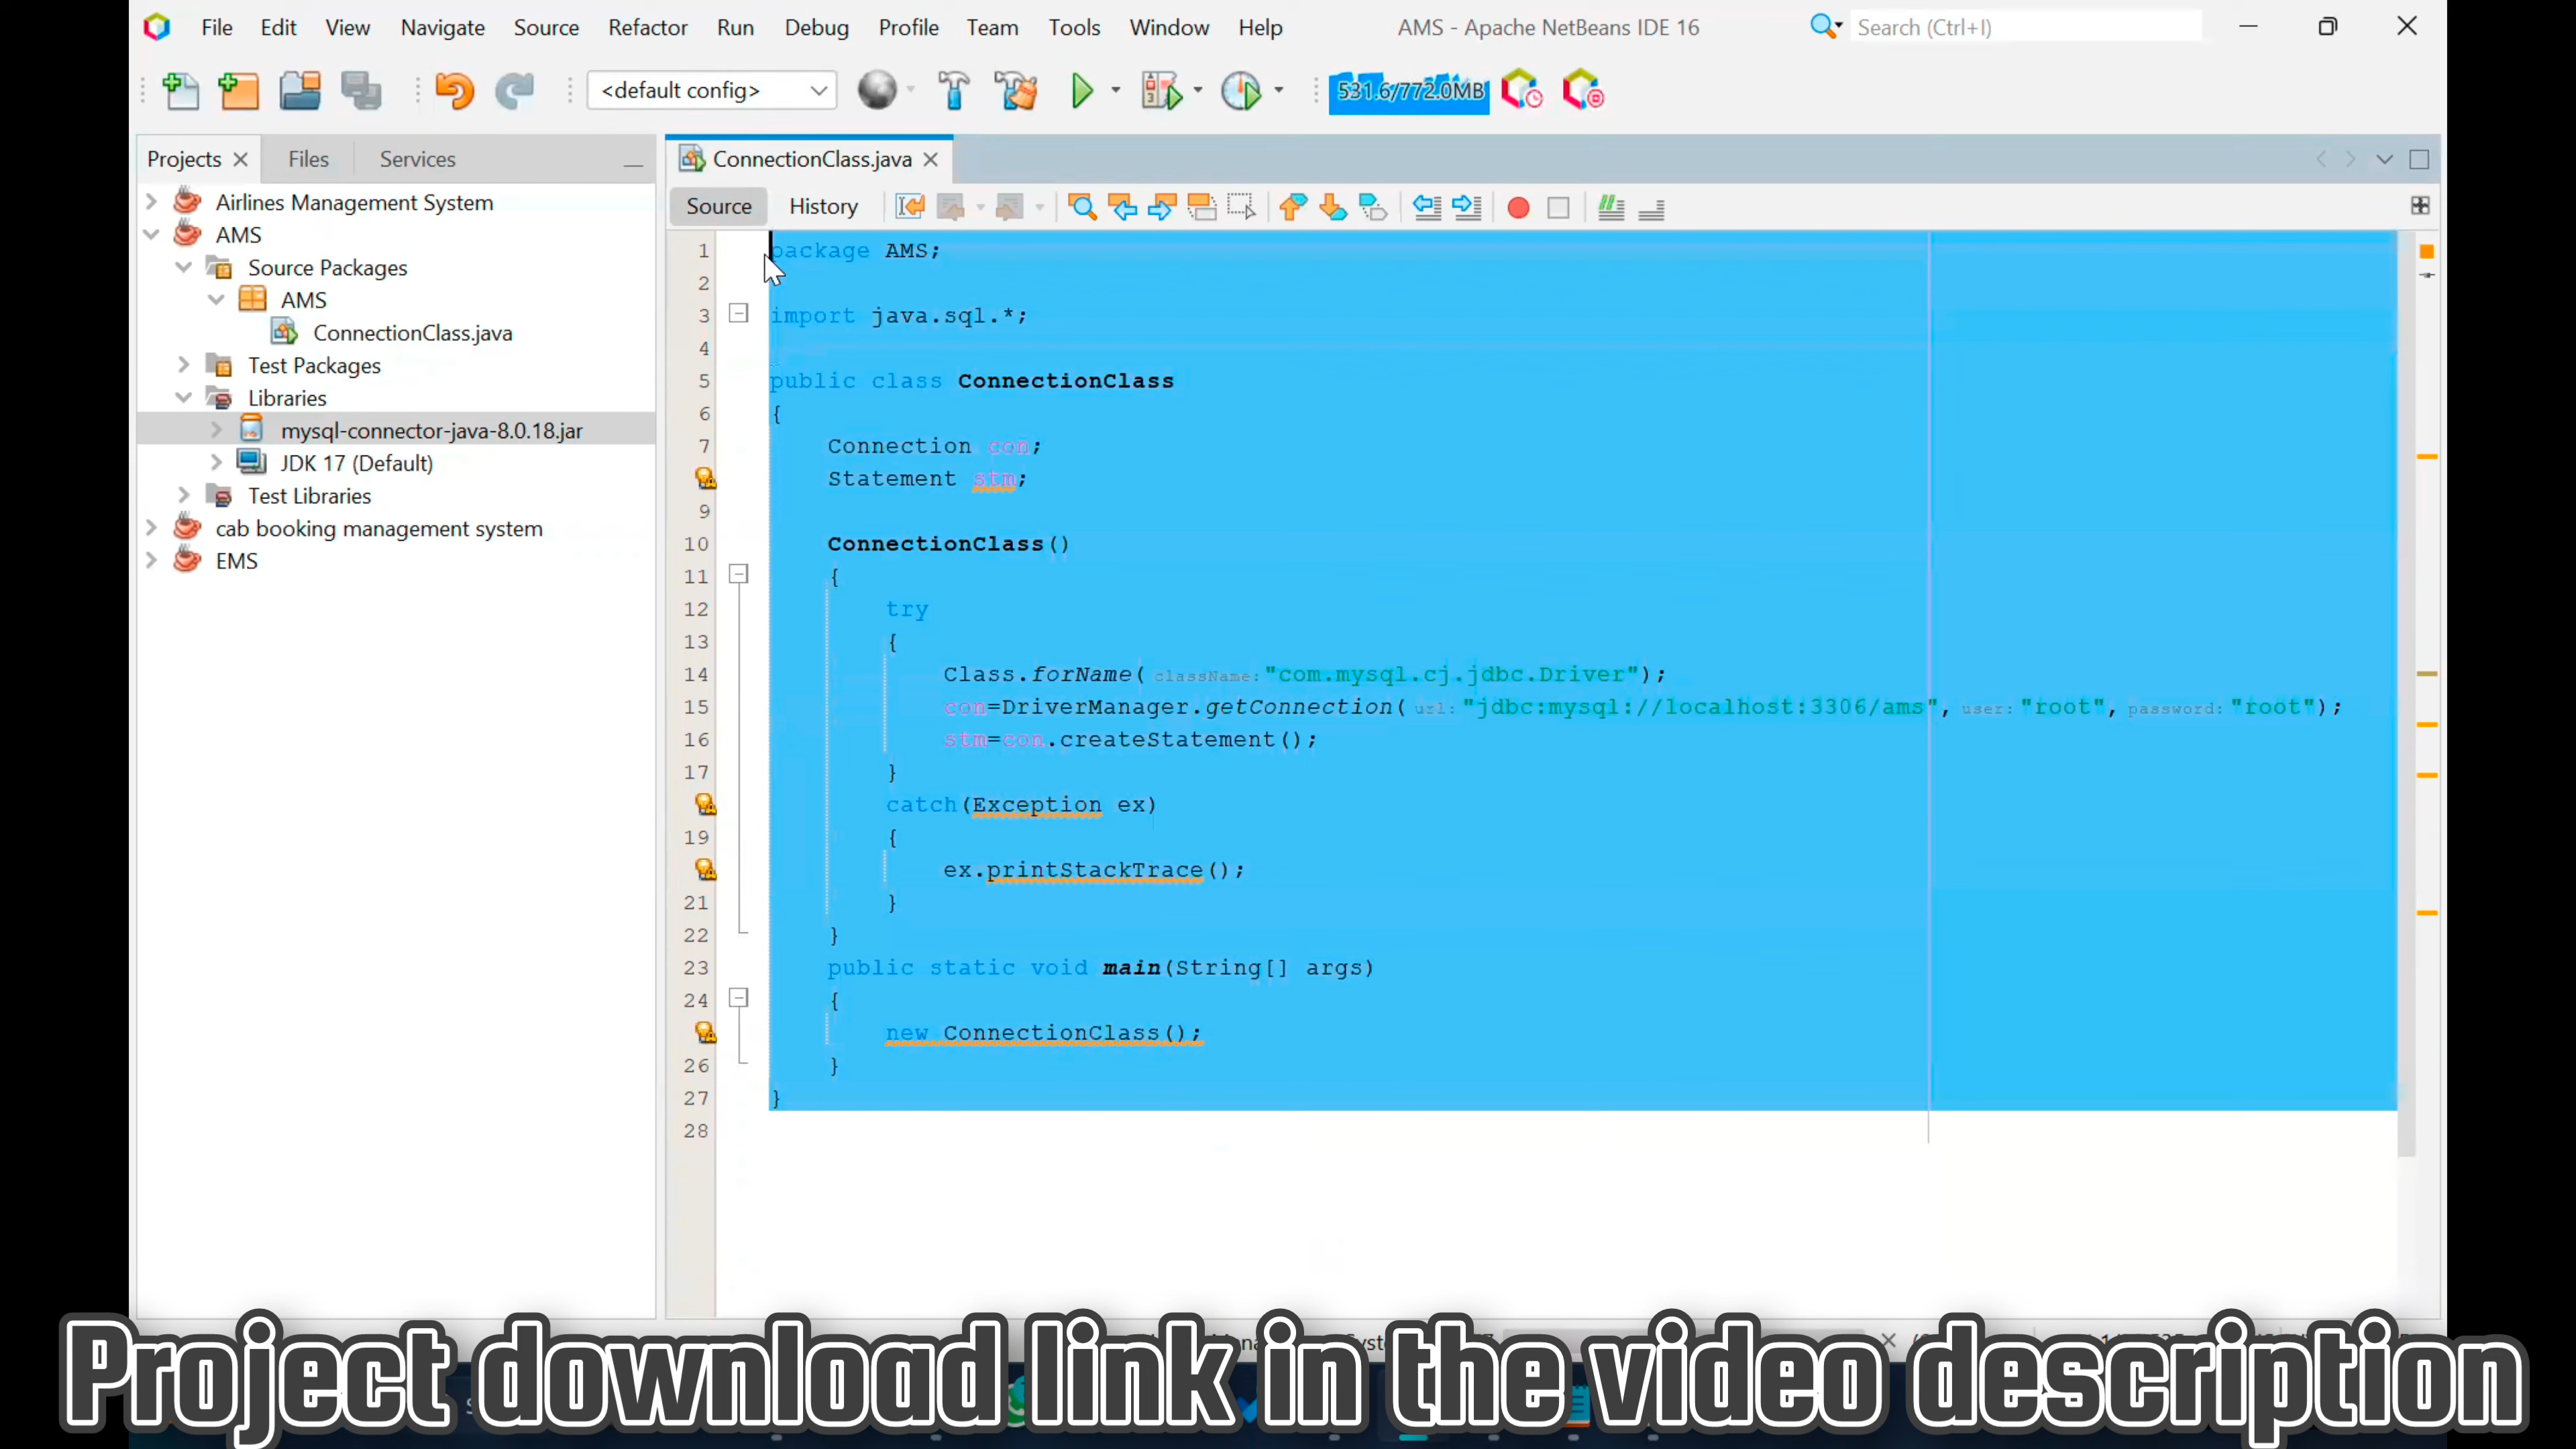 File Edit View Navigate Source Refactor Run Debug Profile Team Tools Window Help AMS - Apache NetBeans IDE 16 Search (Ctrl+I)
<default config> 531.6/772.0MB
Projects Files Services
Airlines Management System
AMS
Source Packages
AMS
ConnectionClass.java
Test Packages
Libraries
mysql-connector-java-8.0.18.jar
JDK 17 (Default)
Test Libraries
cab booking management system
EMS
ConnectionClass.java
Source History
1 package AMS;
2
3 import java.sql.*;
4
5 public class ConnectionClass
6 {
7 Connection con;
Statement stm;
9
10 ConnectionClass()
11 {
12 try
13 {
14 Class.forName( className: "com.mysql.cj.jdbc.Driver");
15 con=DriverManager.getConnection( url: "jdbc:mysql://localhost:3306/ams", user: "root", password: "root");
16 stm=con.createStatement();
17 }
catch(Exception ex)
19 {
ex.printStackTrace();
21 }
22 }
23 public static void main(String[] args)
24 {
new ConnectionClass();
26 }
27 }
28
Project download link in the video description